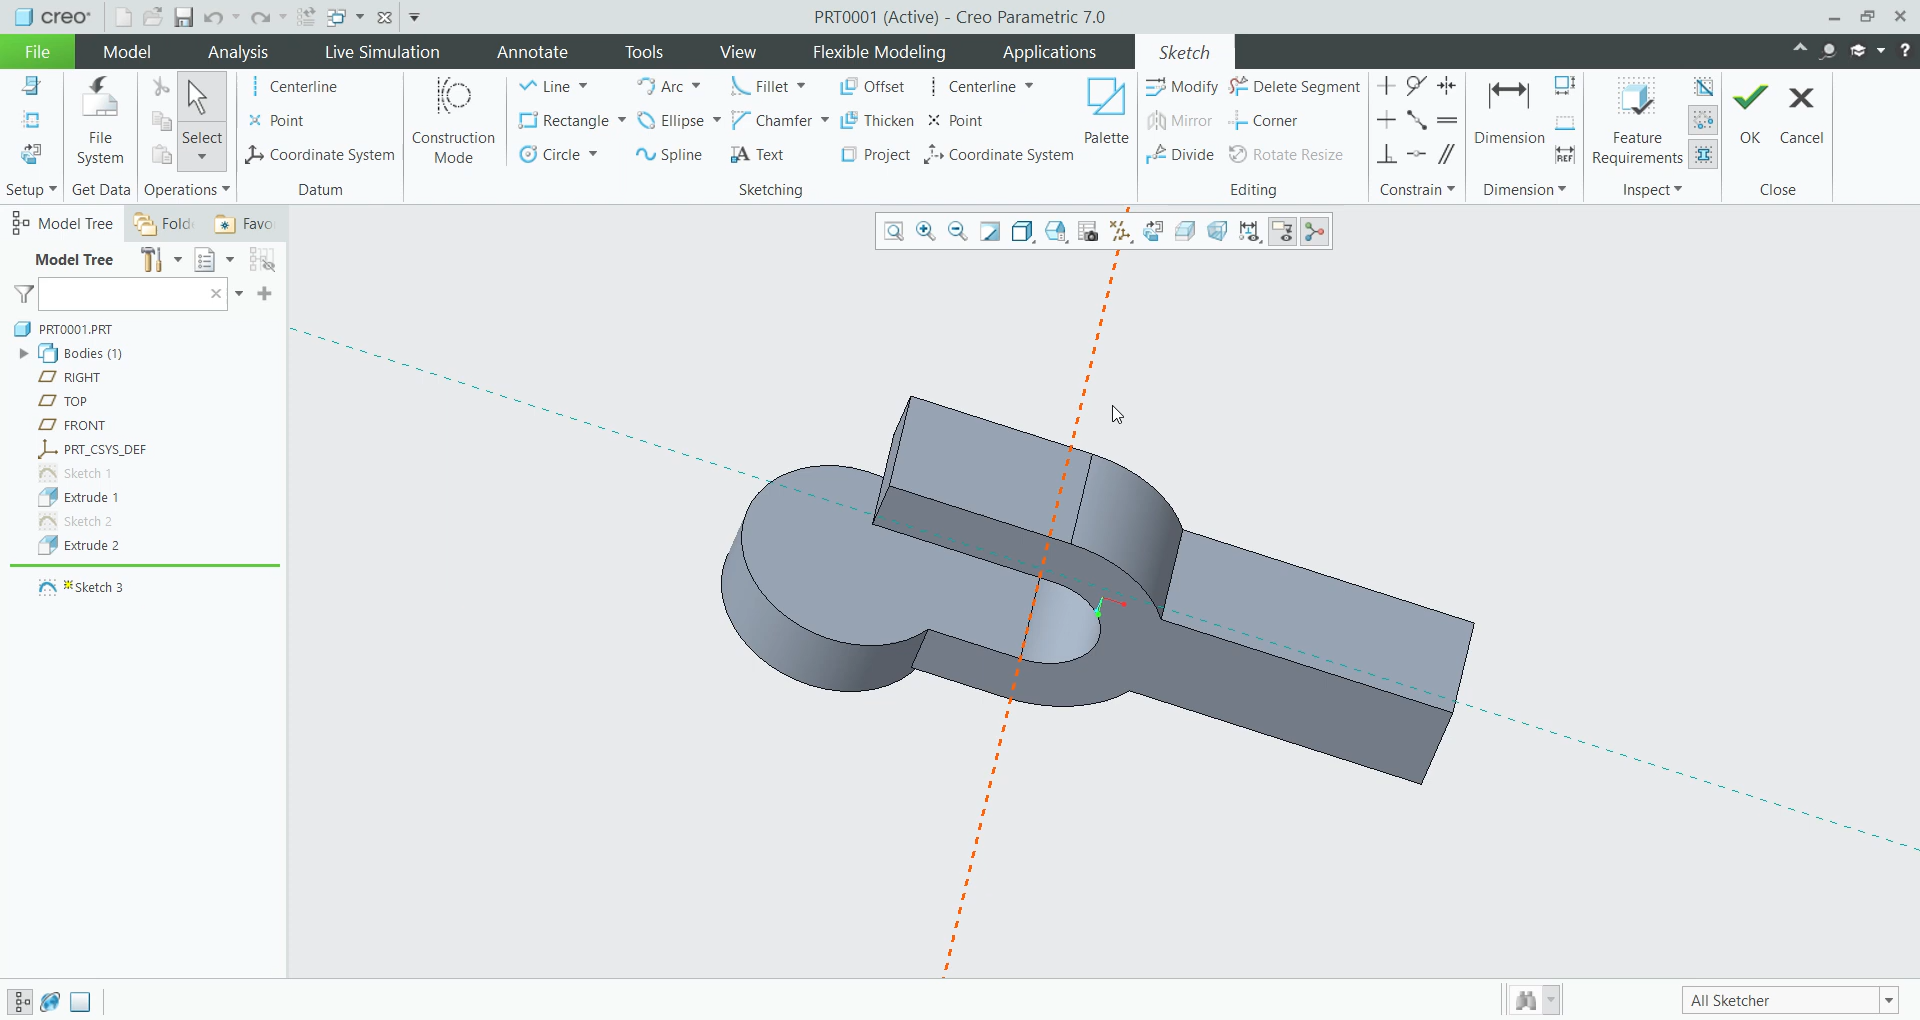 creo
PRT0001 (Active) - Creo Parametric 7.0
File Model Analysis Live Simulation Annotate Tools View Flexible Modeling Applications Sketch
Centerline Line Arc Fillet Offset Centerline Modify Delete Segment
Point Rectangle Ellipse Chamfer Thicken Point Mirror Corner
Coordinate System Circle Spline Text Project Coordinate System Divide Rotate Resize
File System
Select
Construction Mode
Palette
Dimension
REF
Feature Requirements
OK Cancel
Setup Get Data Operations Datum Sketching Editing Constrain Dimension Inspect Close
Model Tree Fold Favo
Model Tree
PRT0001.PRT
Bodies (1)
RIGHT
TOP
FRONT
PRT_CSYS_DEF
Sketch 1
Extrude 1
Sketch 2
Extrude 2
Sketch 3
All Sketcher